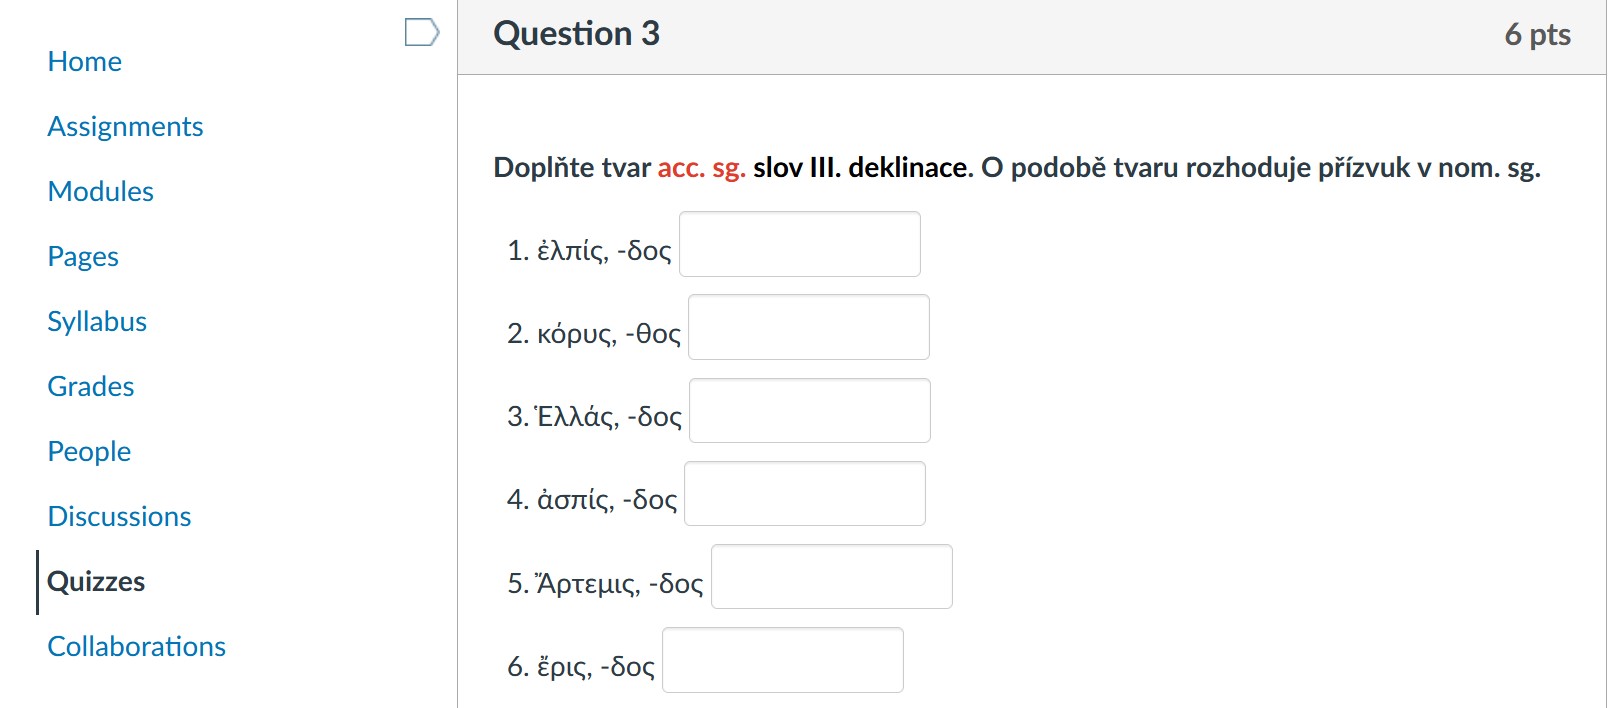 Home
Assignments
Modules
Pages
Syllabus
Grades
People
Discussions
Quizzes
Collaborations
Question 3
6 pts
Doplňte tvar acc. sg. slov III. deklinace. O podobě tvaru rozhoduje přízvuk v nom. sg.
1. ἐλπίς, -δος
2. κόρυς, -θος
3. Ἑλλάς, -δος
4. ἀσπίς, -δος
5. Ἄρτεμις, -δος
6. ἔρις, -δος